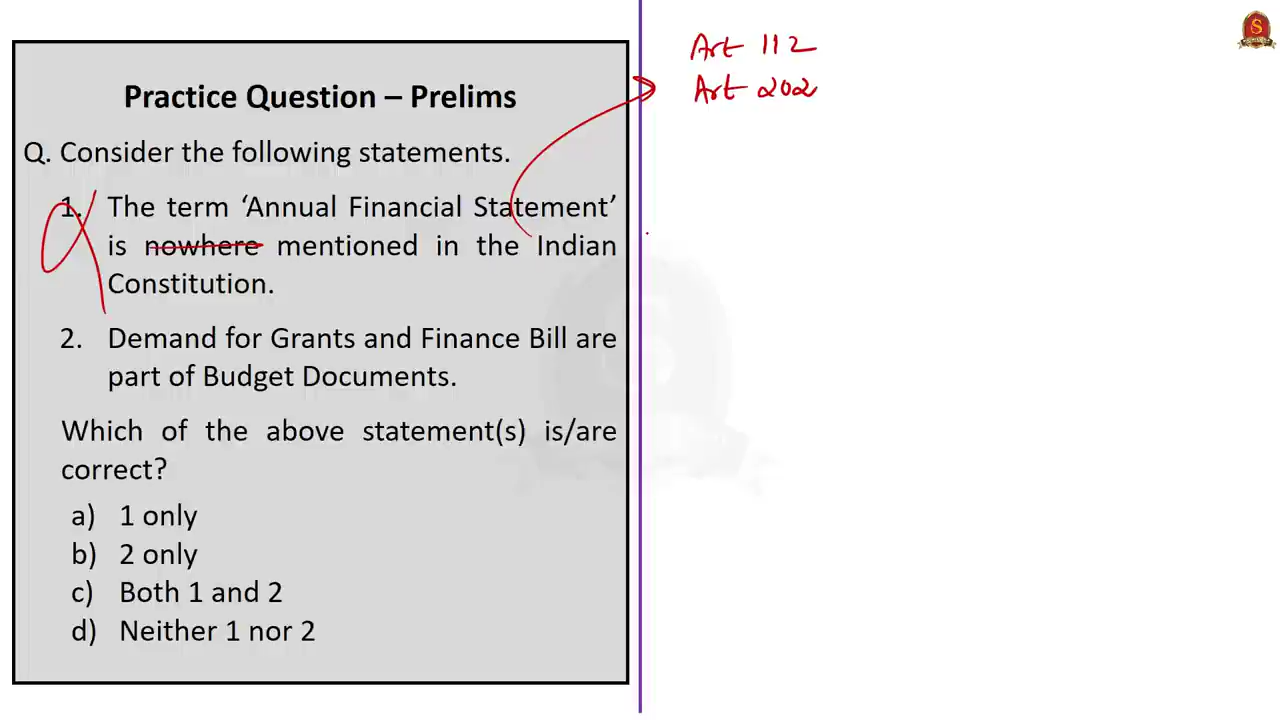 Practice Question – Prelims
Q. Consider the following statements.
1. The term ‘Annual Financial Statement’
is nowhere mentioned in the Indian
Constitution.
2. Demand for Grants and Finance Bill are
part of Budget Documents.
Which of the above statement(s) is/are
correct?
a) 1 only
b) 2 only
c) Both 1 and 2
d) Neither 1 nor 2
Art 112
Art 202
S